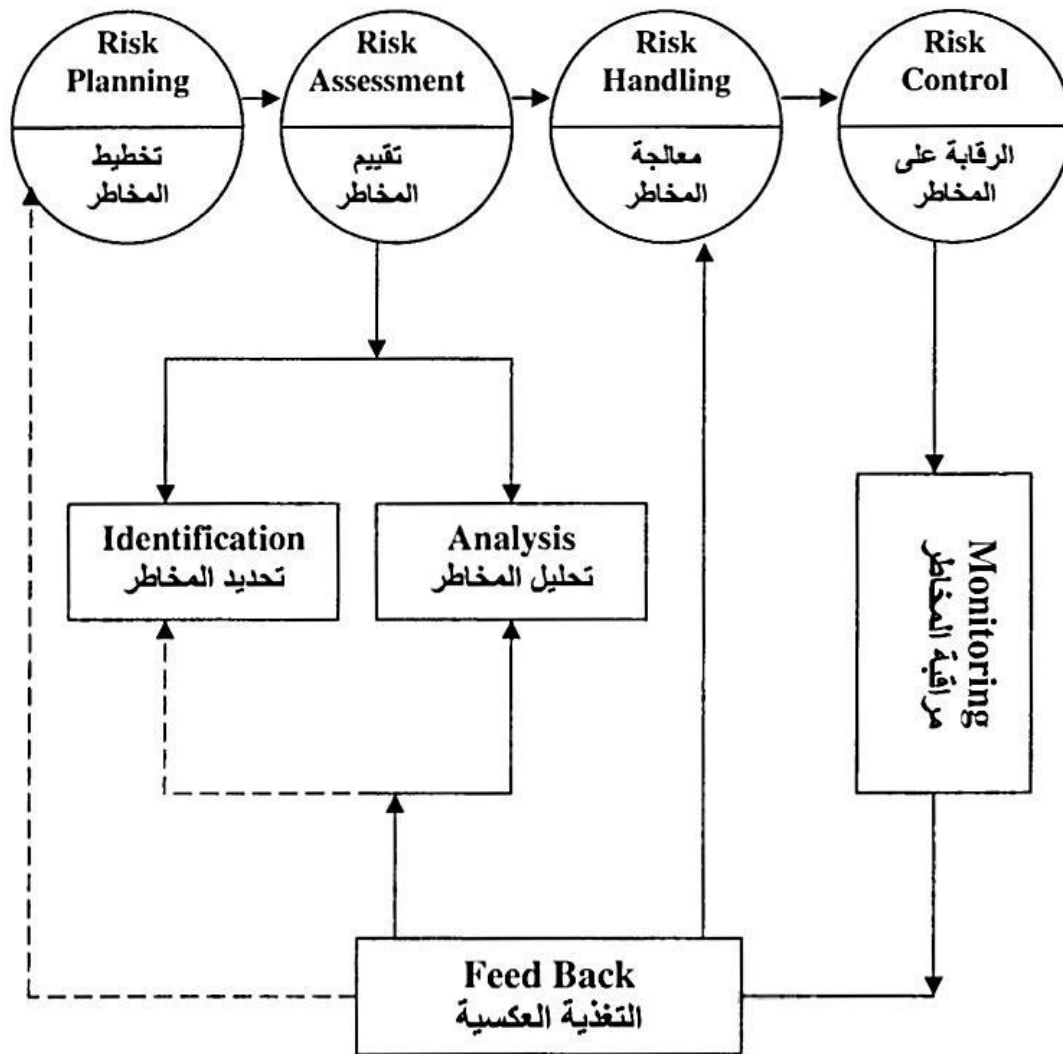 Risk
Planning
تخطيط
المخاطر
Risk
Assessment
تقييم
المخاطر
Risk
Handling
معالجة
المخاطر
Risk
Control
الرقابة على
المخاطر
Identification
تحديد المخاطر
Analysis
تحليل المخاطر
Monitoring
مراقبة المخاطر
Feed Back
التغذية العكسية